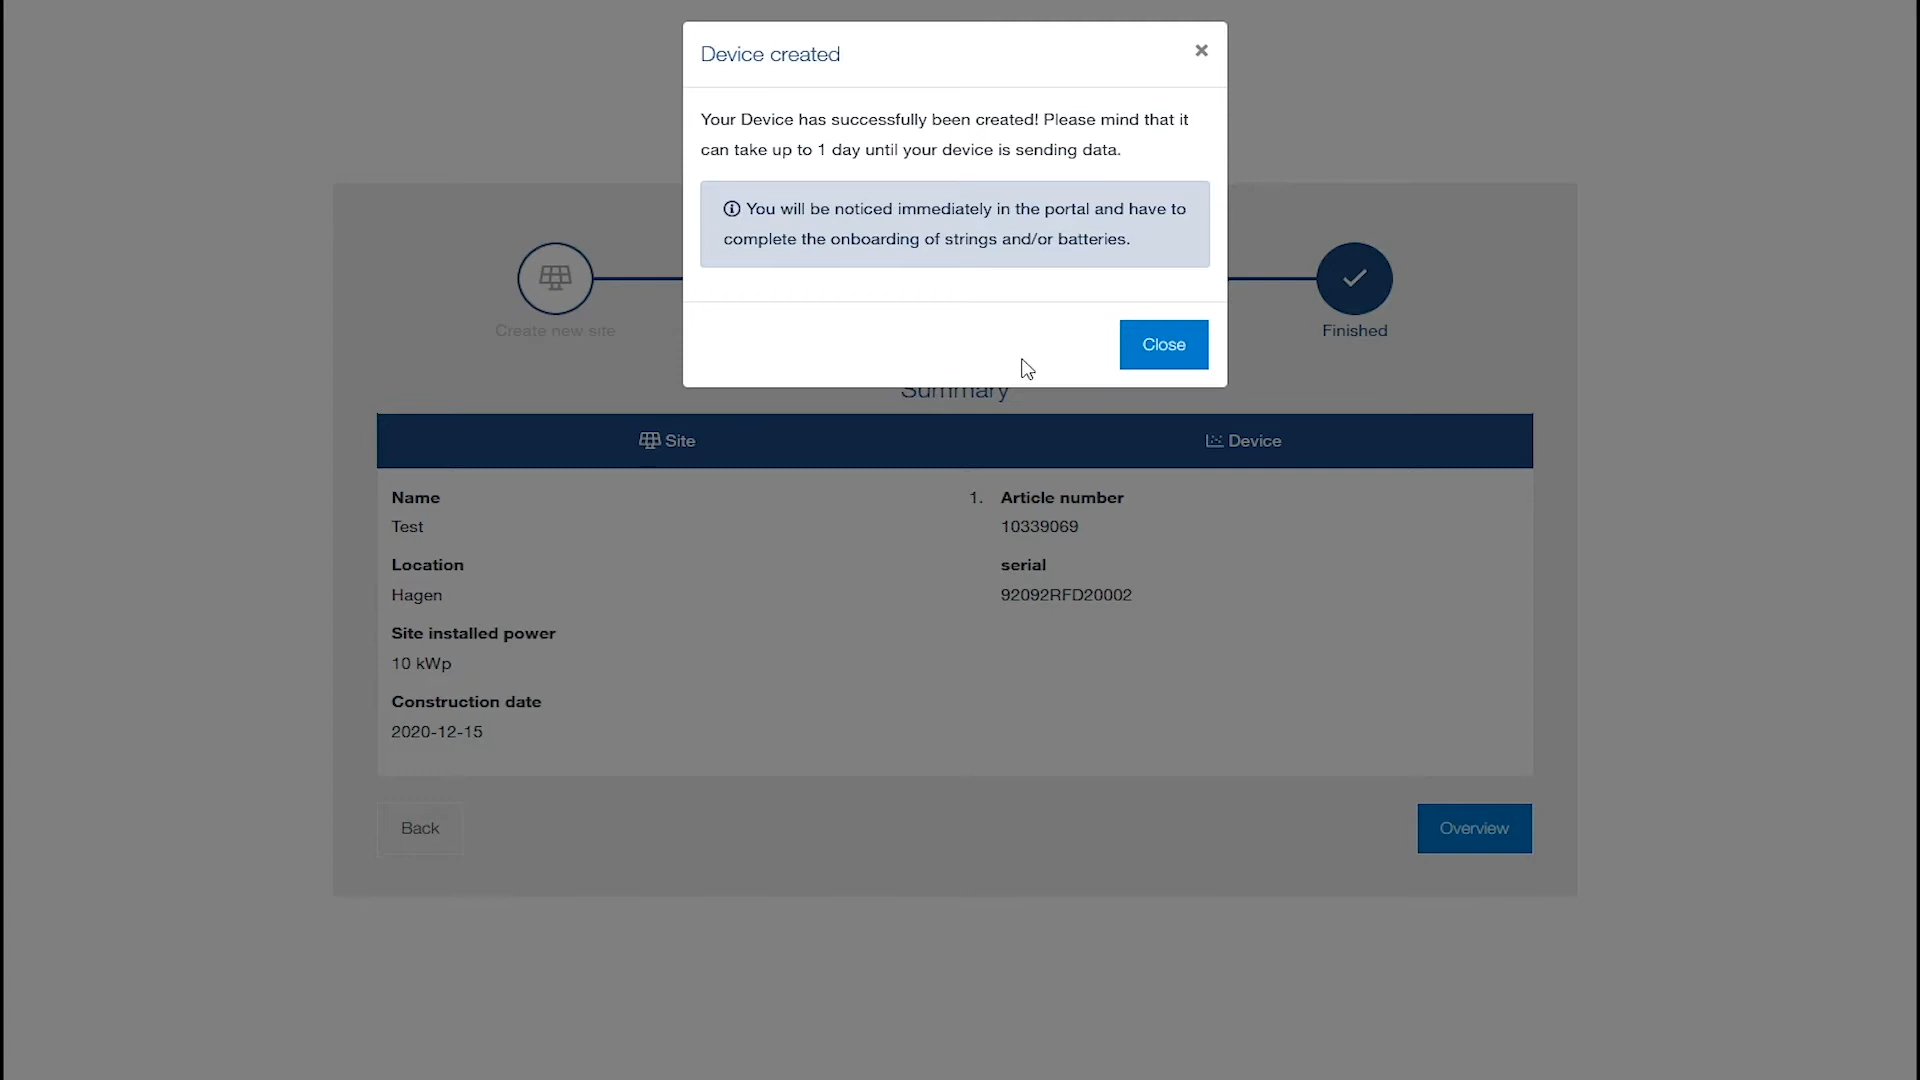 Device created
×
Your Device has successfully been created! Please mind that it
can take up to 1 day until your device is sending data.
You will be noticed immediately in the portal and have to
complete the onboarding of strings and/or batteries.
Close
Create new site
Finished
Summary
Site
Device
Name
Test
Location
Hagen
Site installed power
10 kWp
Construction date
2020-12-15
1. Article number
10339069
serial
92092RFD20002
Back
Overview